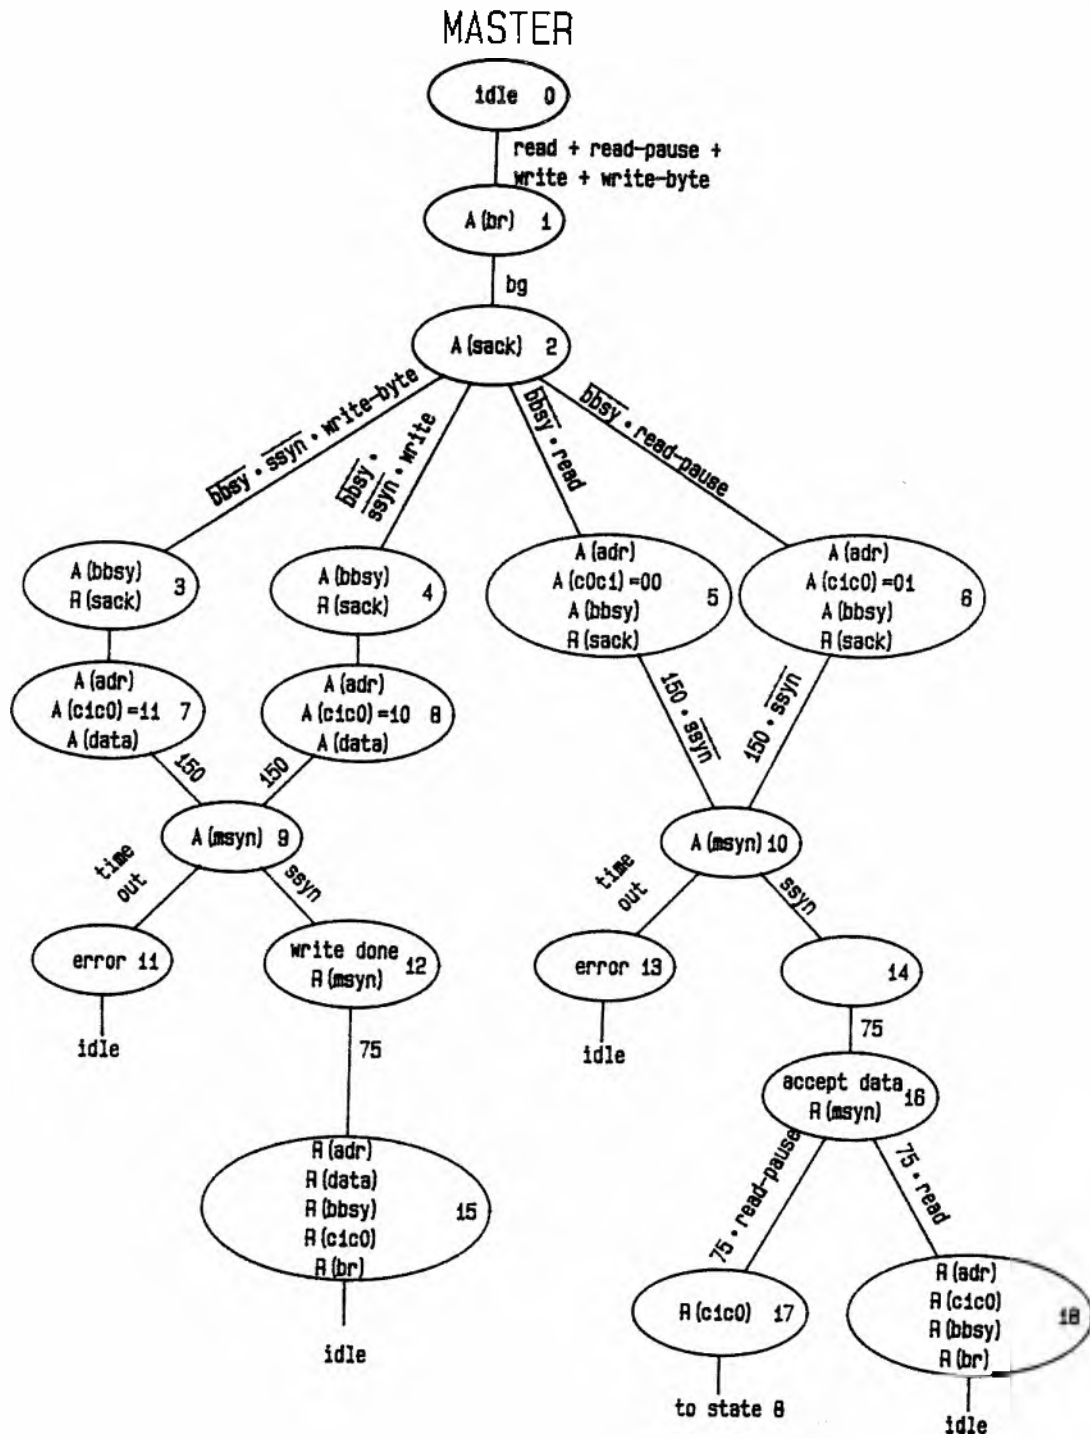 MASTER
idle 0
read + read-pause +
write + write-byte
A (br) 1
bg
A (sack) 2
bbsy • ssyn • write-byte
bbsy •
ssyn • write
bbsy • read
bbsy • read-pause
A (bbsy)
R (sack)
3
A (bbsy)
R (sack)
4
A (adr)
A (c0c1) =00
A (bbsy)
R (sack)
5
A (adr)
A (c1c0) =01
A (bbsy)
R (sack)
6
A (adr)
A (c1c0) =11
A (data)
7
A (adr)
A (c1c0) =10
A (data)
8
150
150
150 • ssyn
150 • ssyn
A (msyn) 9
A (msyn) 10
time
out
ssyn
time
out
ssyn
error 11
write done
R (msyn)
12
error 13
14
idle
75
idle
75
accept data
R (msyn)
16
R (adr)
R (data)
R (bbsy)
R (c1c0)
R (br)
15
75 • read-pause
75 • read
R (c1c0) 17
R (adr)
R (c1c0)
R (bbsy)
R (br)
18
idle
to state 8
idle